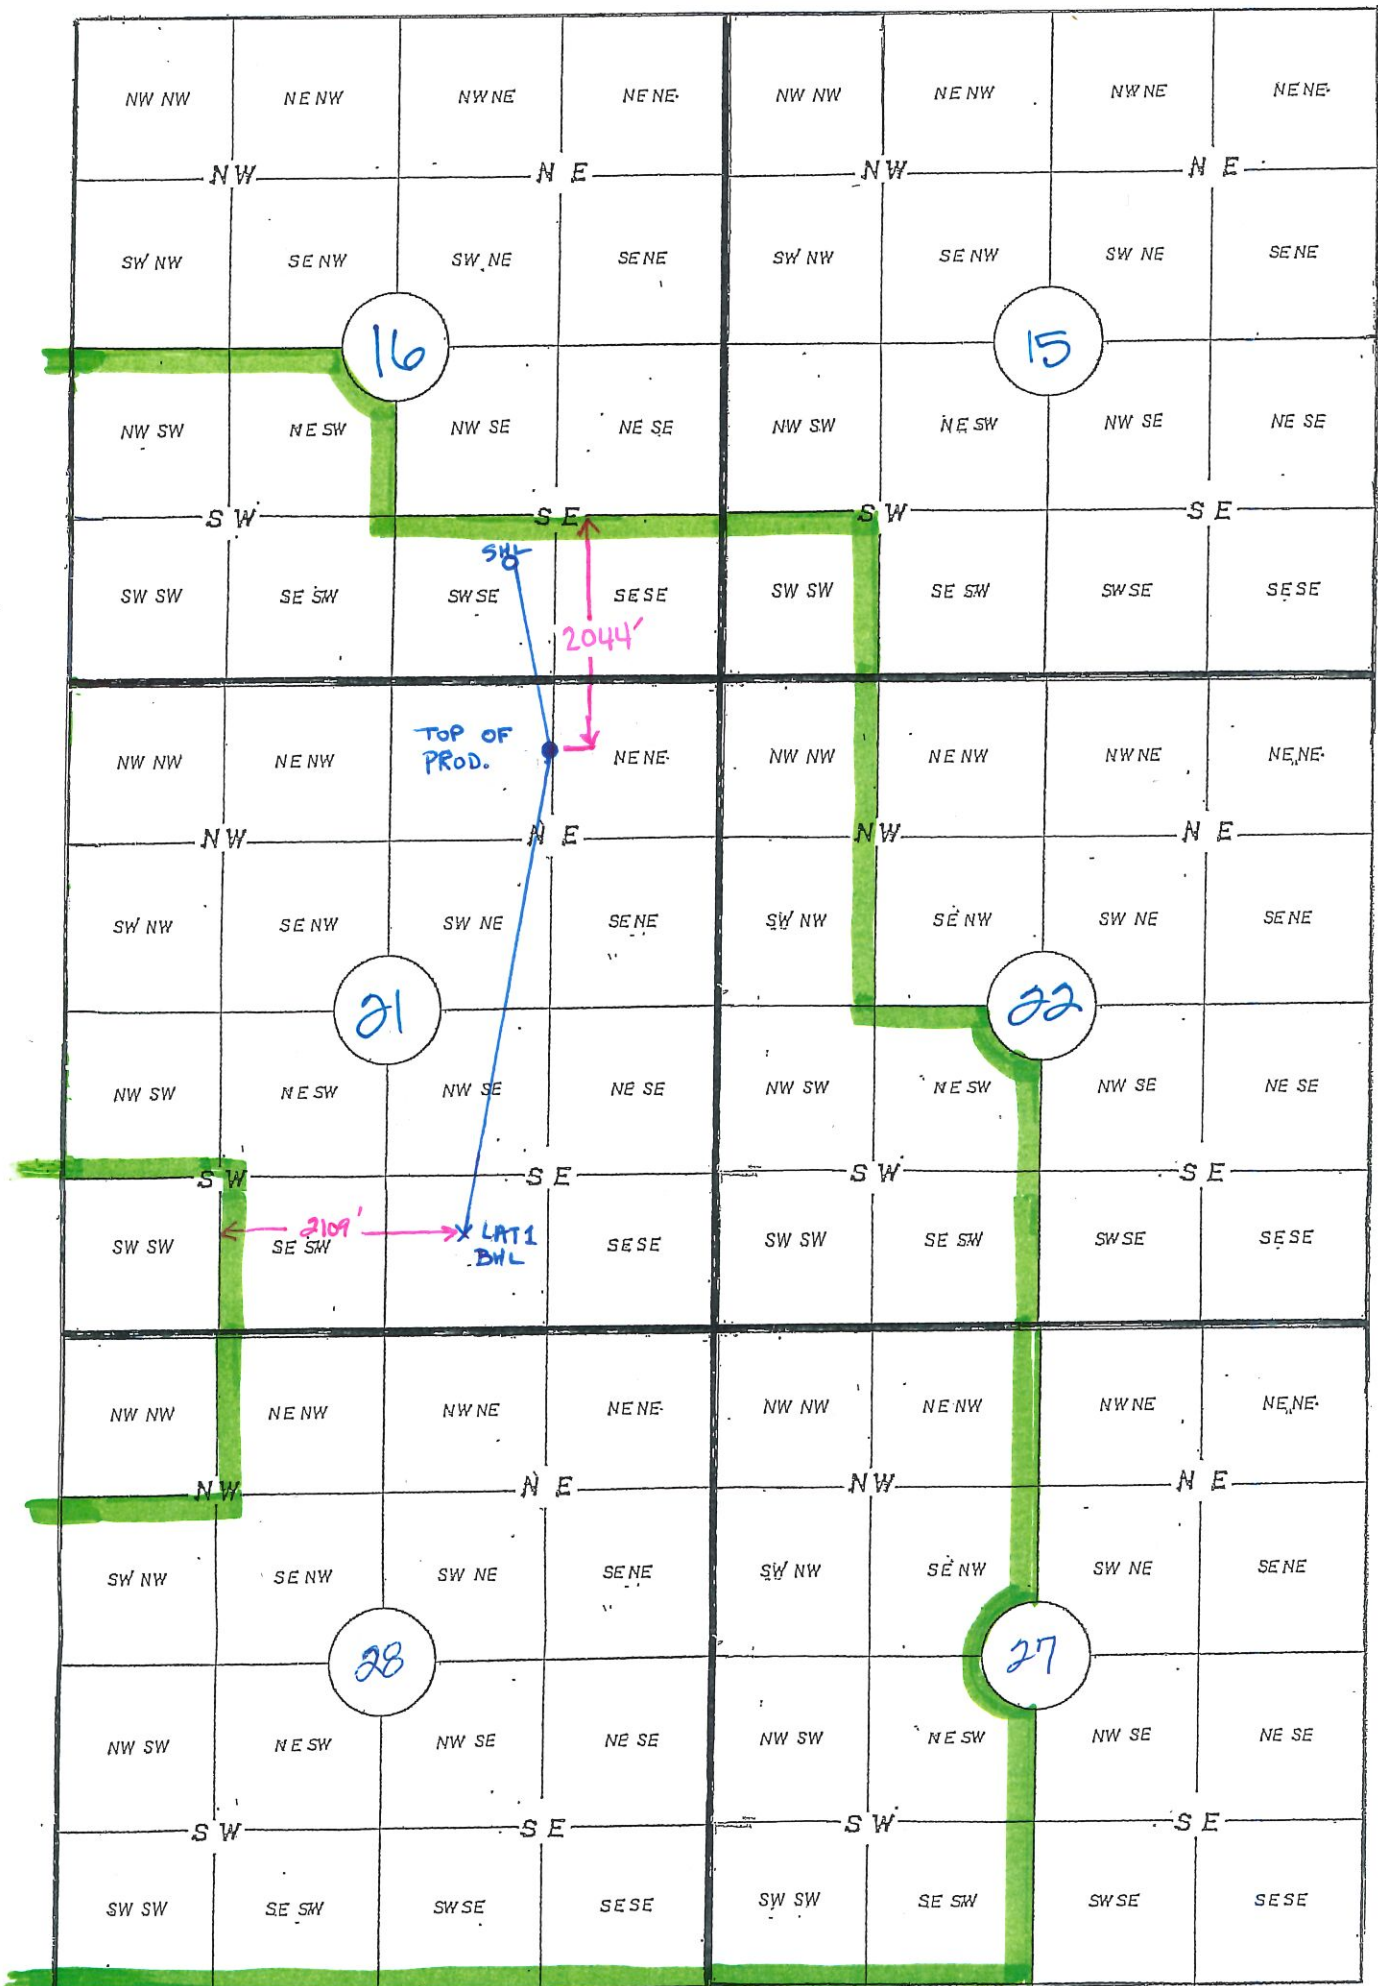 NW NW NE NW NW NE NE NE NW NW NE NW NW NE NE NE
NW N E NW N E
SW NW SE NW SW NE SE NE SW NW SE NW SW NE SE NE
16 15
NW SW NE SW NW SE NE SE NW SW NE SW NW SE NE SE
SW SE SW SE
SHL
SW SW SE SW SW SE SE SE SW SW SE SW SW SE SE SE
2044'
TOP OF
PROD.
NW NW NE NW NE NE NW NW NE NW NW NE NE NE
NW N E NW N E
SW NW SE NW SW NE SE NE SW NW SE NW SW NE SE NE
21 22
NW SW NE SW NW SE NE SE NW SW NE SW NW SE NE SE
SW SE SW SE
2109' LAT 1
BHL
SW SW SE SW SE SE SW SW SE SW SW SE SE SE
NW NW NE NW NW NE NE NE NW NW NE NW NW NE NE NE
NW N E NW N E
SW NW SE NW SW NE SE NE SW NW SE NW SW NE SE NE
28 27
NW SW NE SW NW SE NE SE NW SW NE SW NW SE NE SE
SW SE SW SE
SW SW SE SW SW SE SE SE SW SW SE SW SW SE SE SE